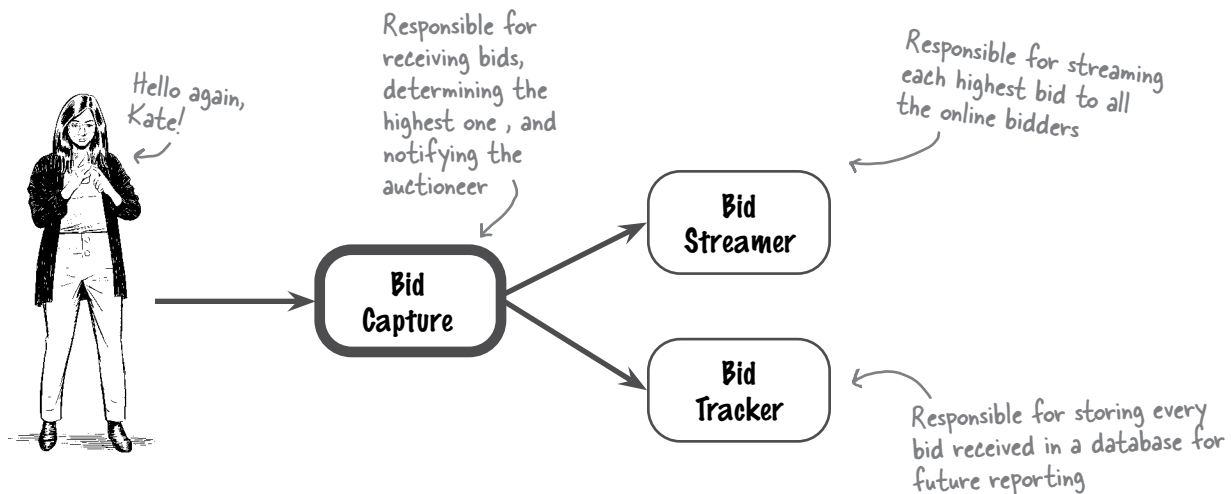 Hello again,
Kate!
Responsible for
receiving bids,
determining the
highest one , and
notifying the
auctioneer
Responsible for streaming
each highest bid to all
the online bidders
Bid
Capture
Bid
Streamer
Bid
Tracker
Responsible for storing every
bid received in a database for
future reporting